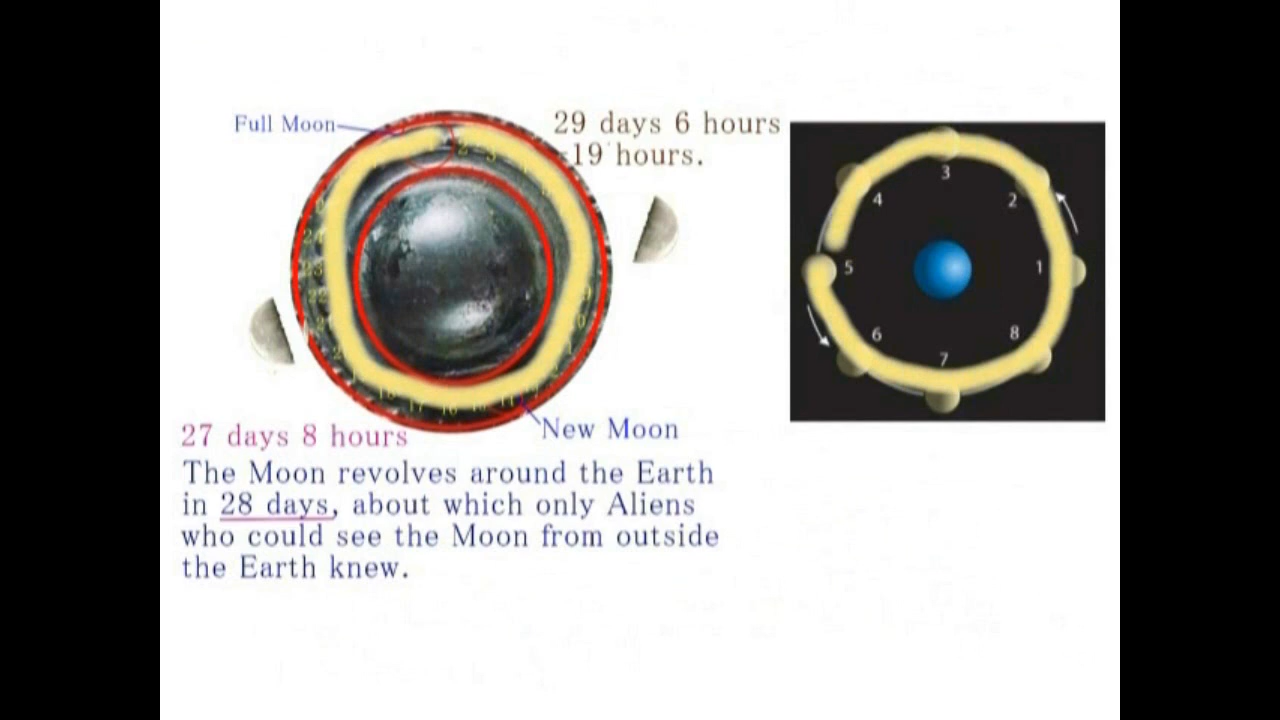 Full Moon
29 days 6 hours
-19 hours.
3
4
2
5
1
6
8
7
27 days 8 hours
New Moon
The Moon revolves around the Earth
in 28 days, about which only Aliens
who could see the Moon from outside
the Earth knew.